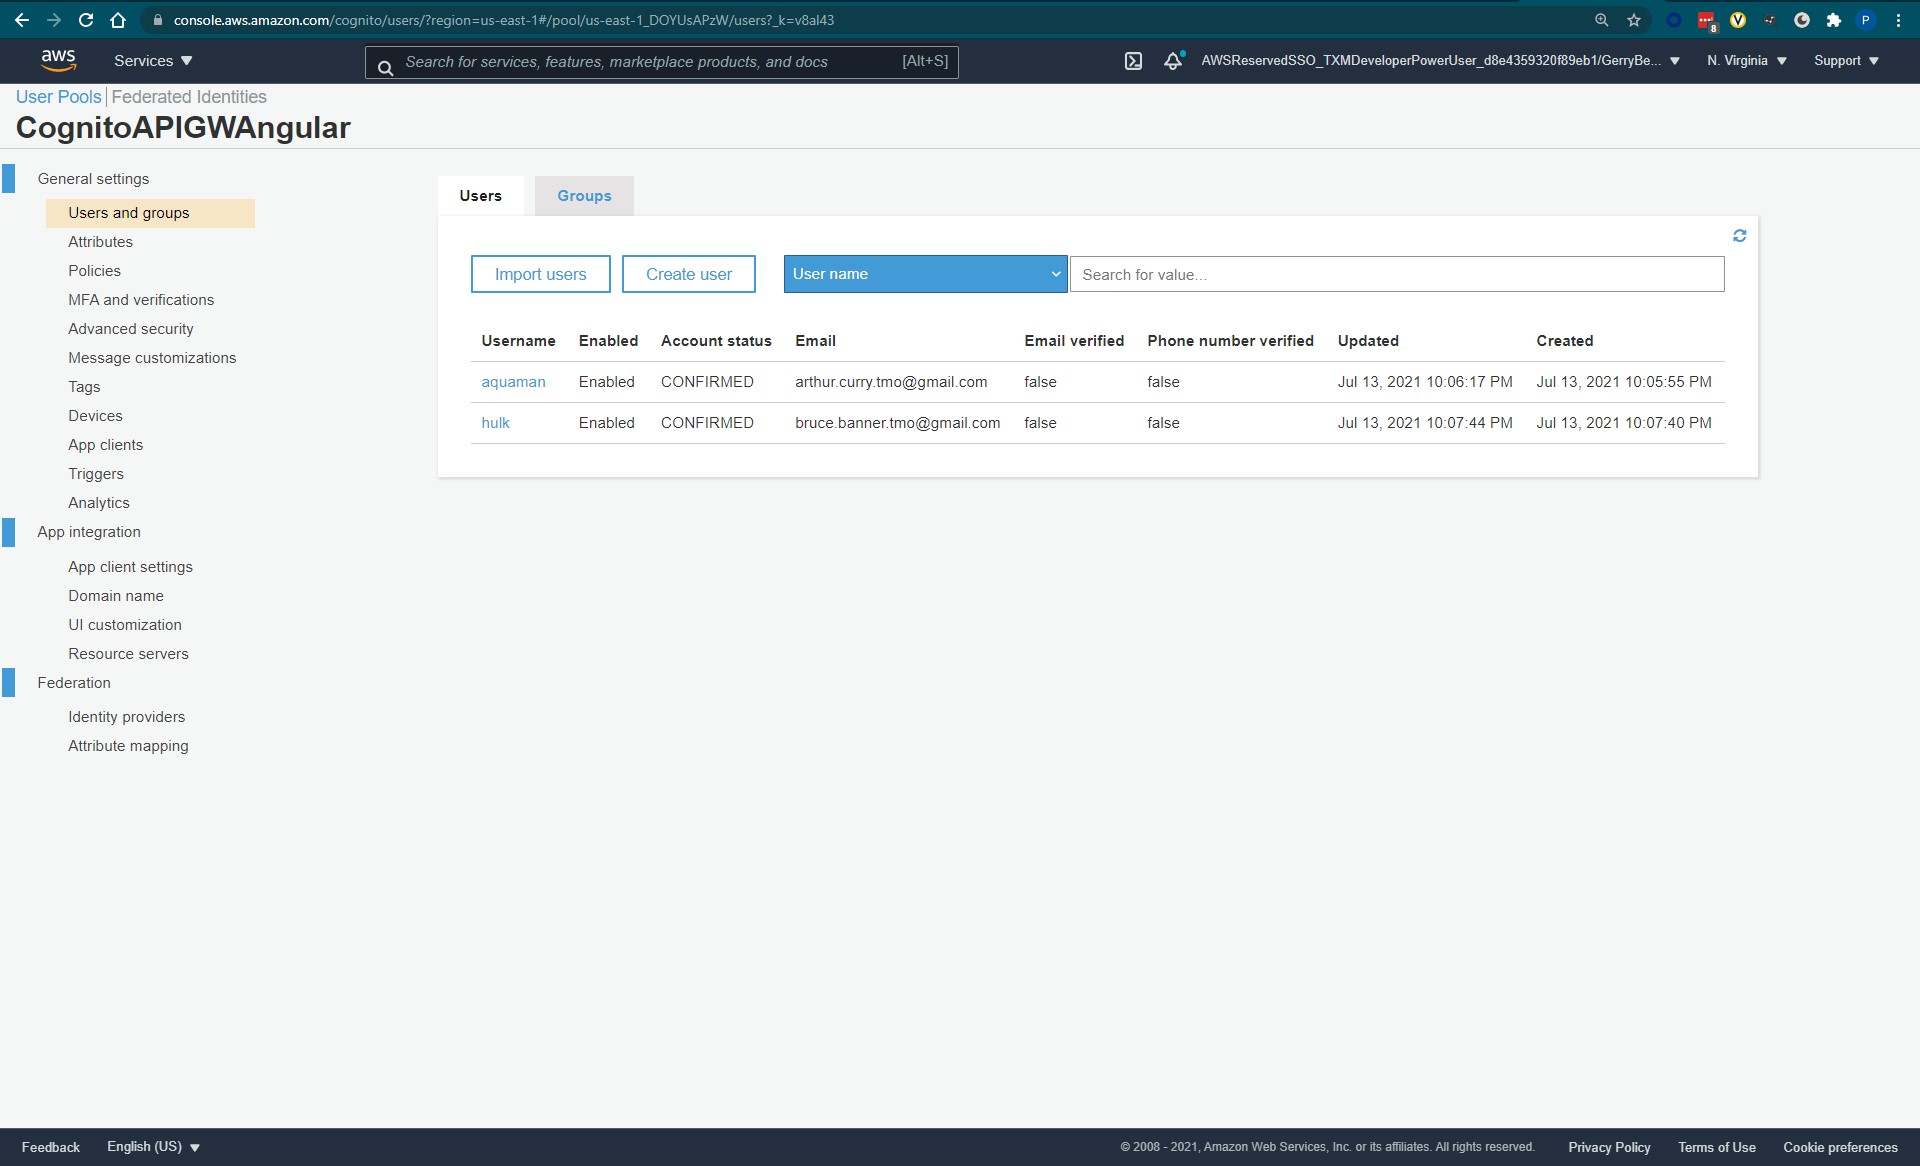 console.aws.amazon.com/cognito/users/?region=us-east-1#/pool/us-east-1_DOYUsAPzW/users?_k=v8al43
8
V
P
aws
Services
Search for services, features, marketplace products, and docs
[Alt+S]
AWSReservedSSO_TXMDeveloperPowerUser_d8e4359320f89eb1/GerryBe...
N. Virginia
Support
User Pools
Federated Identities
CognitoAPIGWAngular
General settings
Users and groups
Attributes
Policies
MFA and verifications
Advanced security
Message customizations
Tags
Devices
App clients
Triggers
Analytics
App integration
App client settings
Domain name
UI customization
Resource servers
Federation
Identity providers
Attribute mapping
Users
Groups
Import users
Create user
User name
Search for value...
Username Enabled Account status Email Email verified Phone number verified Updated Created
aquaman Enabled CONFIRMED arthur.curry.tmo@gmail.com false false Jul 13, 2021 10:06:17 PM Jul 13, 2021 10:05:55 PM
hulk Enabled CONFIRMED bruce.banner.tmo@gmail.com false false Jul 13, 2021 10:07:44 PM Jul 13, 2021 10:07:40 PM
Feedback
English (US)
© 2008 - 2021, Amazon Web Services, Inc. or its affiliates. All rights reserved.
Privacy Policy
Terms of Use
Cookie preferences